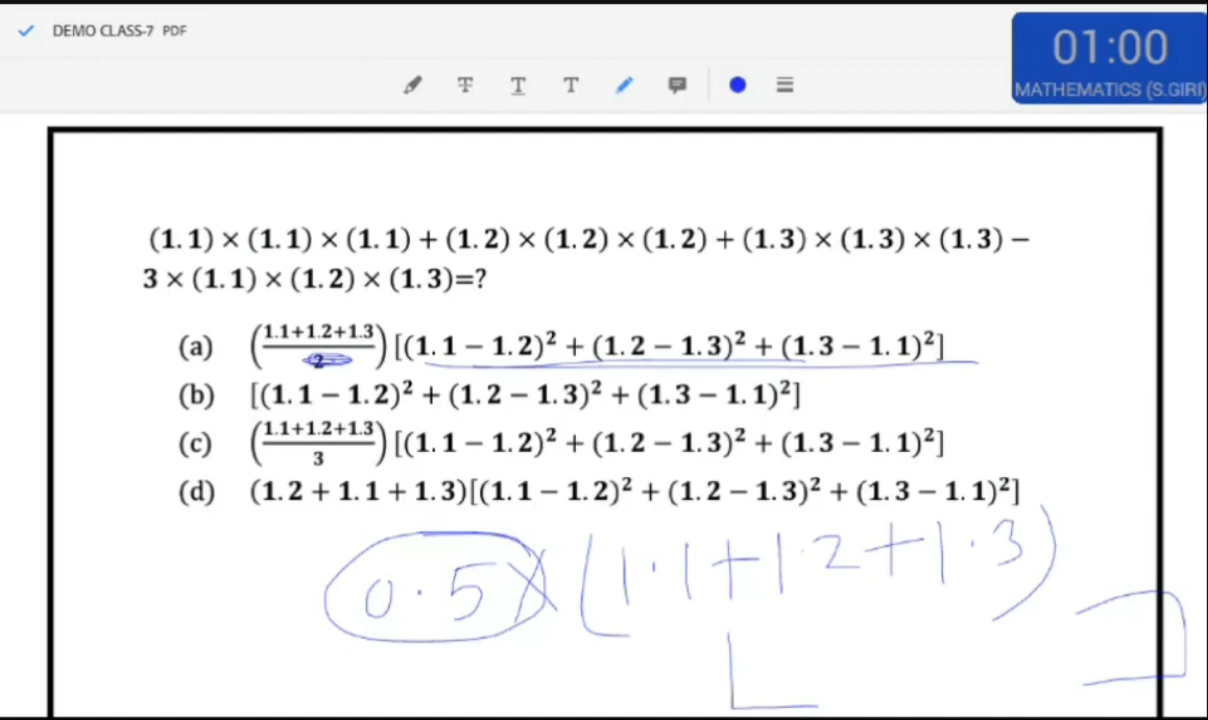 DEMO CLASS-7 PDF
01:00
MATHEMATICS (S.GIRI)
T T T
(1.1) × (1.1) × (1.1) + (1.2) × (1.2) × (1.2) + (1.3) × (1.3) × (1.3) −
3 × (1.1) × (1.2) × (1.3)=?
(a) ((1.1+1.2+1.3)/2) [(1.1 − 1.2)² + (1.2 − 1.3)² + (1.3 − 1.1)²]
(b) [(1.1 − 1.2)² + (1.2 − 1.3)² + (1.3 − 1.1)²]
(c) ((1.1+1.2+1.3)/3) [(1.1 − 1.2)² + (1.2 − 1.3)² + (1.3 − 1.1)²]
(d) (1.2 + 1.1 + 1.3)[(1.1 − 1.2)² + (1.2 − 1.3)² + (1.3 − 1.1)²]
0.5 × (1.1+1.2+1.3)
[ ]